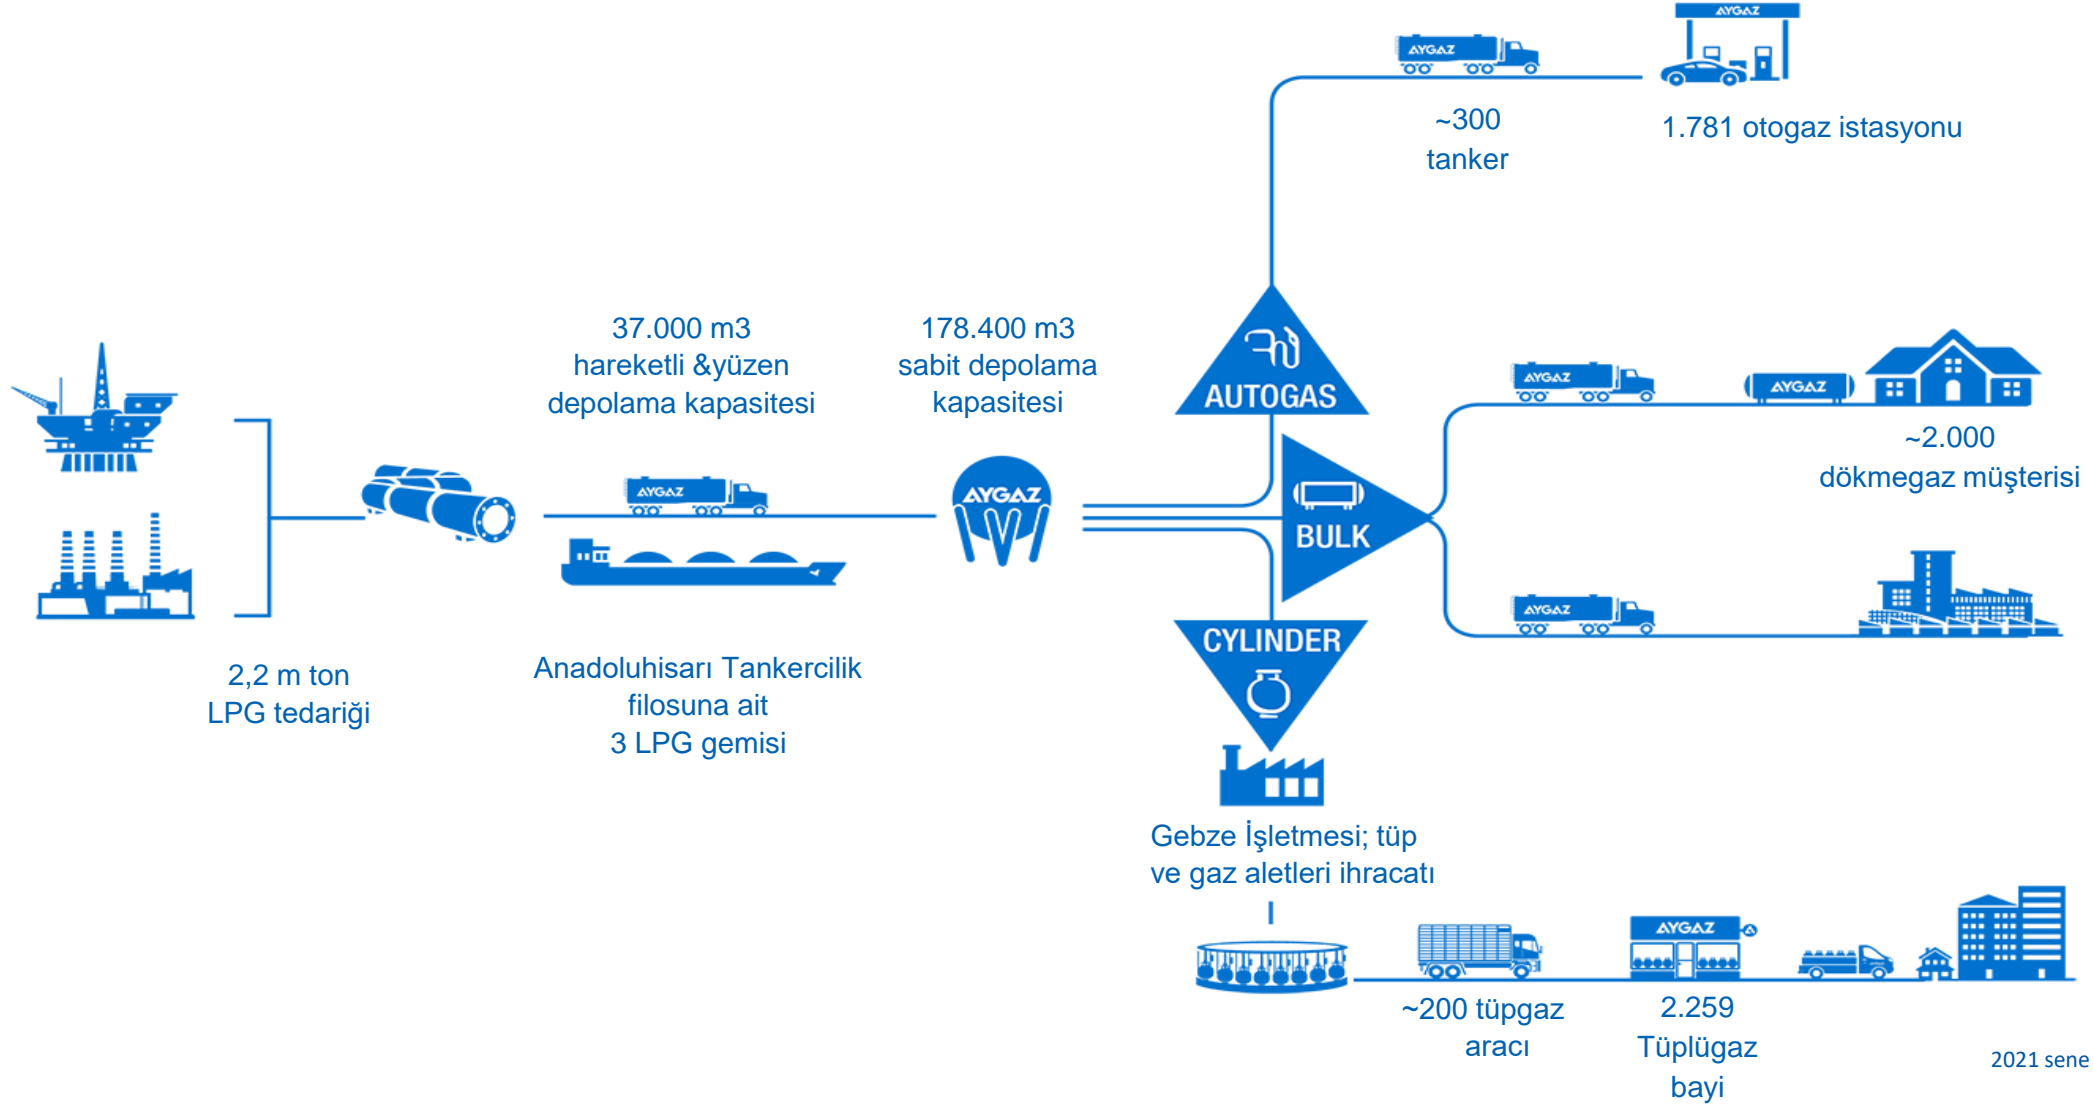 AYGAZ
AYGAZ
~300
tanker
1.781 otogaz istasyonu
37.000 m3
hareketli &yüzen
depolama kapasitesi
178.400 m3
sabit depolama
kapasitesi
AUTOGAS
AYGAZ
AYGAZ
~2.000
dökmegaz müşterisi
AYGAZ
AYGAZ
BULK
AYGAZ
CYLINDER
2,2 m ton
LPG tedariği
Anadoluhisarı Tankercilik
filosuna ait
3 LPG gemisi
Gebze İşletmesi; tüp
ve gaz aletleri ihracatı
AYGAZ
~200 tüpgaz
aracı
2.259
Tüplügaz
bayi
2021 sene